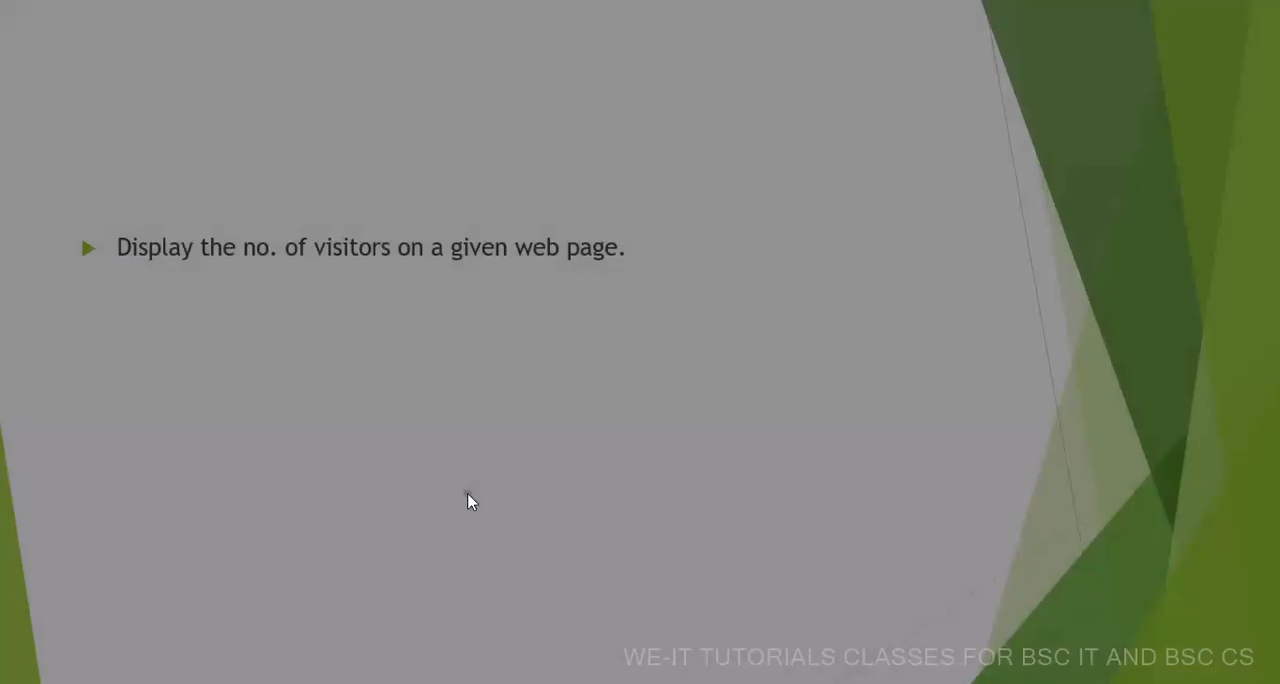 Display the no. of visitors on a given web page.
WE-IT TUTORIALS CLASSES FOR BSC IT AND BSC CS